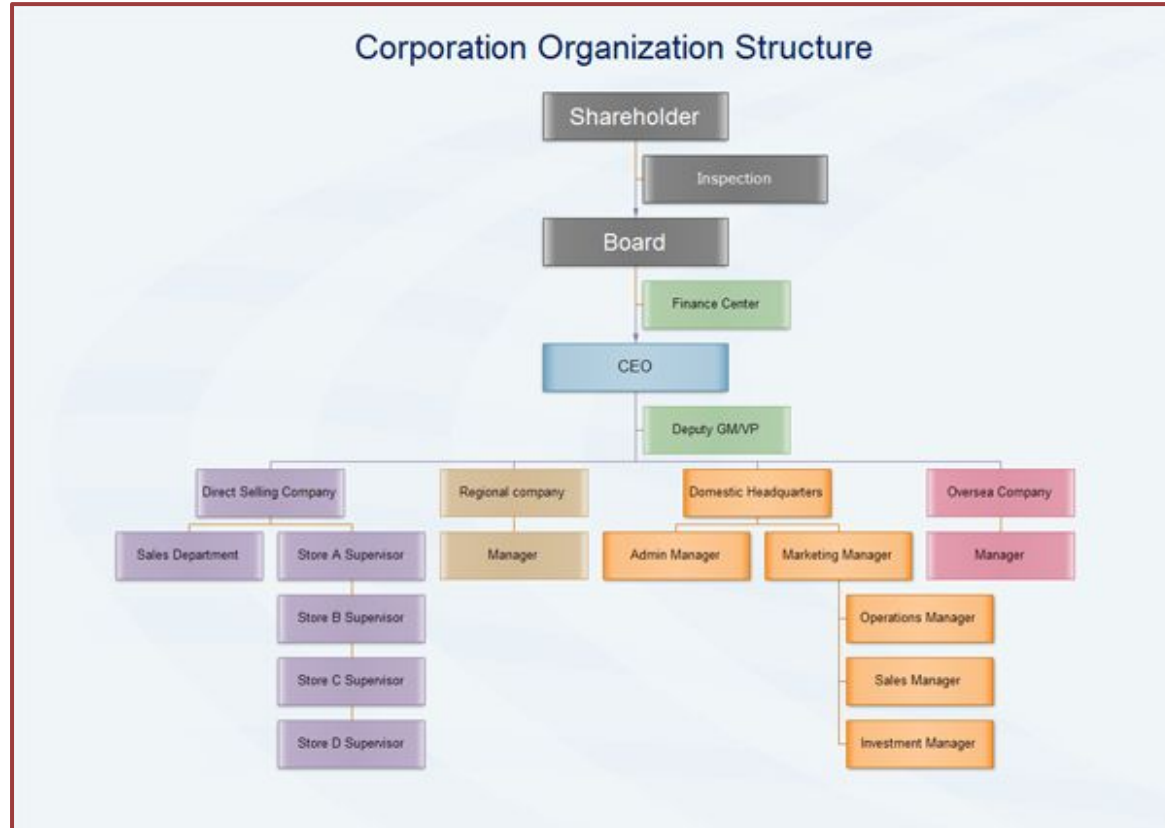 Corporation Organization Structure
Shareholder
Inspection
Board
Finance Center
CEO
Deputy GM/VP
Direct Selling Company
Regional company
Domestic Headquarters
Oversea Company
Sales Department
Store A Supervisor
Manager
Admin Manager
Marketing Manager
Manager
Store B Supervisor
Operations Manager
Store C Supervisor
Sales Manager
Store D Supervisor
Investment Manager